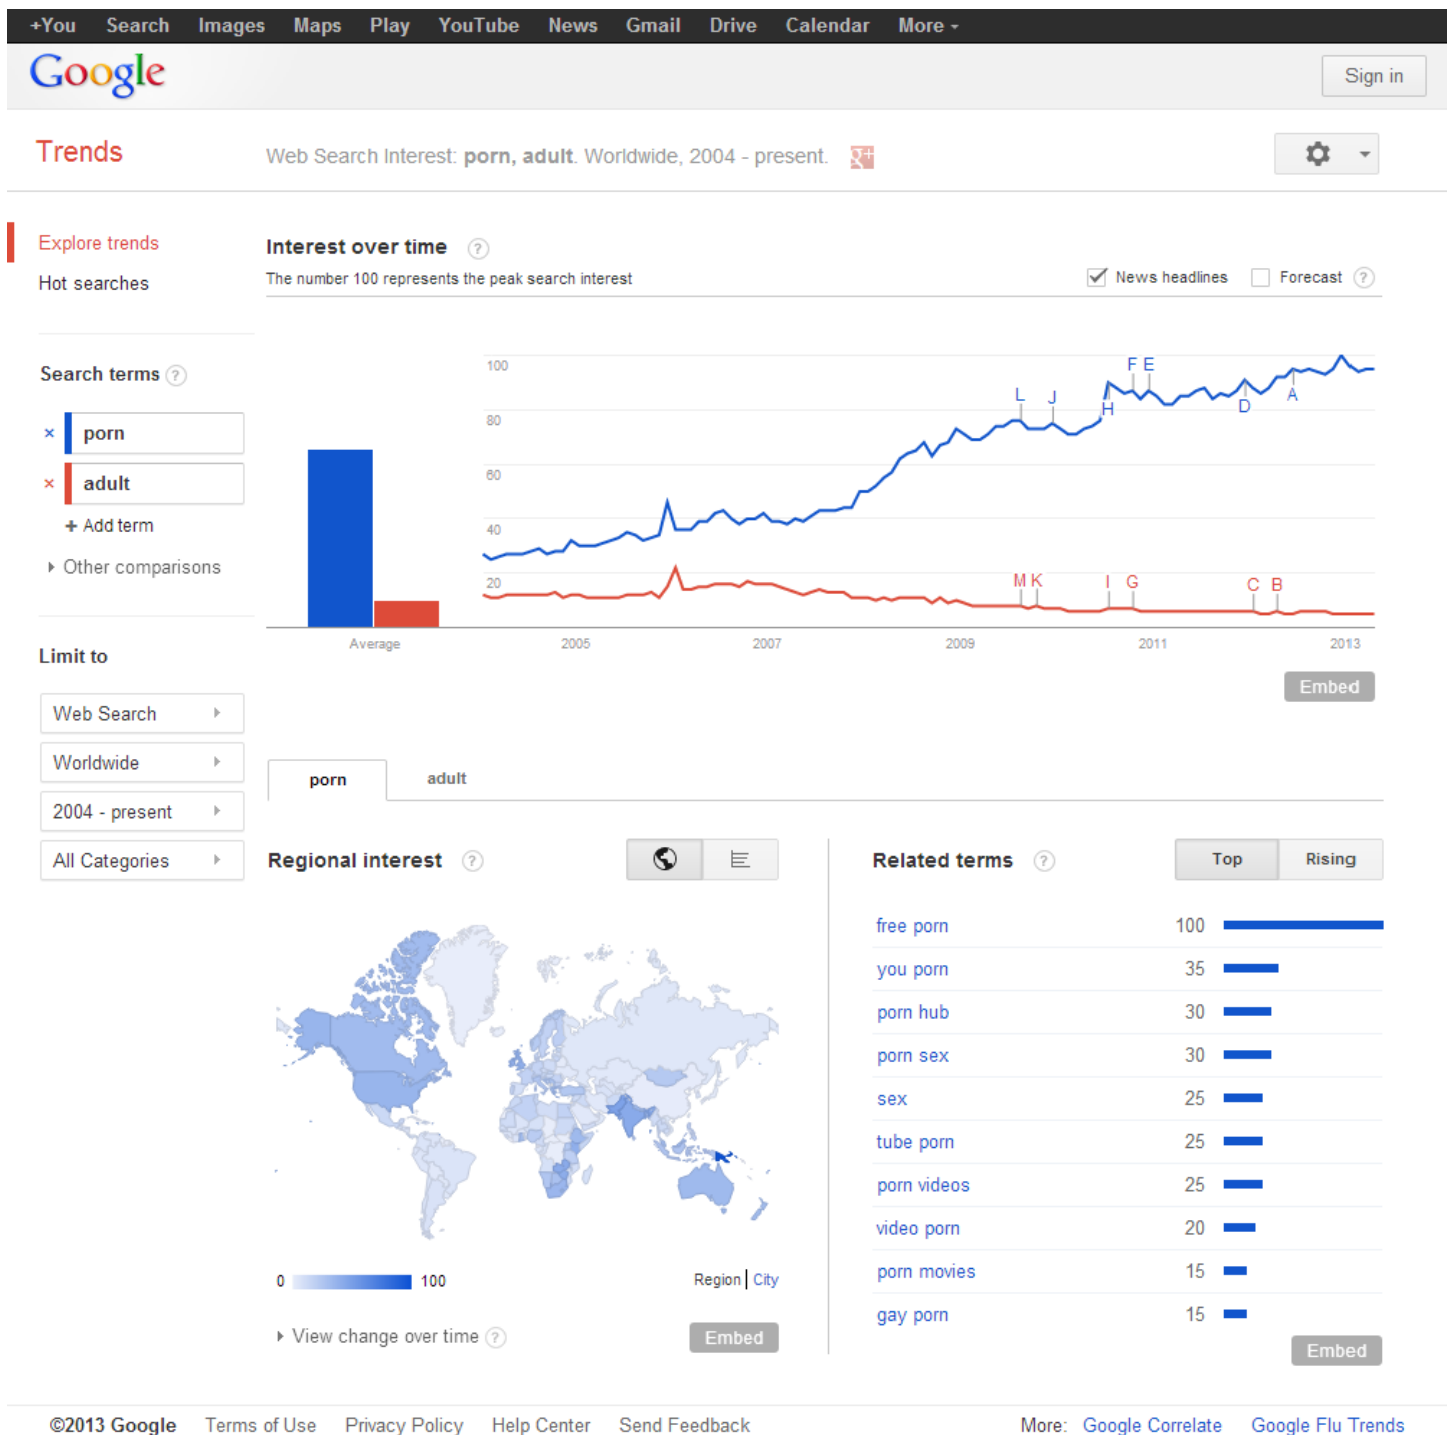 +You Search Images Maps Play YouTube News Gmail Drive Calendar More
Google
Sign in
Trends
Web Search Interest: porn, adult. Worldwide, 2004 - present.
g+
Explore trends
Hot searches
Search terms ?
× porn
× adult
+ Add term
Other comparisons
Limit to
Web Search
Worldwide
2004 - present
All Categories
Interest over time ?
The number 100 represents the peak search interest
News headlines
Forecast ?
100
80
60
40
20
L J H F E D A
M K I G C B
Average 2005 2007 2009 2011 2013
Embed
porn adult
Regional interest ?
0 100
Region City
View change over time ?
Embed
Related terms ?
Top Rising
free porn 100
you porn 35
porn hub 30
porn sex 30
sex 25
tube porn 25
porn videos 25
video porn 20
porn movies 15
gay porn 15
Embed
©2013 Google Terms of Use Privacy Policy Help Center Send Feedback
More: Google Correlate Google Flu Trends